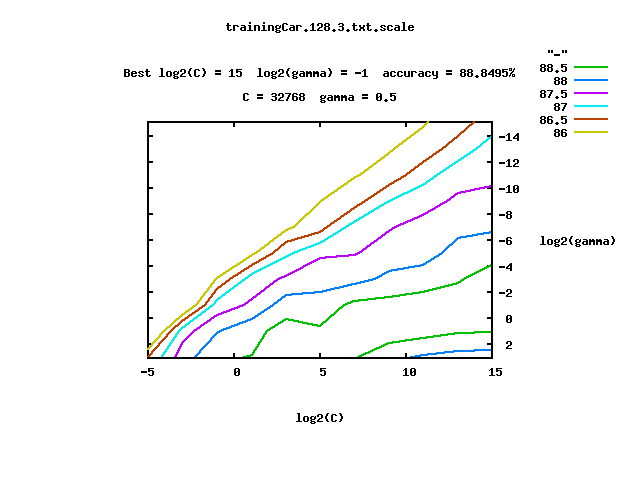 trainingCar.128.3.txt.scale
Best log2(C) = 15  log2(gamma) = -1  accuracy = 88.8495%
C = 32768  gamma = 0.5
"-"
88.5
88
87.5
87
86.5
86
-14
-12
-10
-8
-6
-4
-2
0
2
log2(gamma)
-5 0 5 10 15
log2(C)